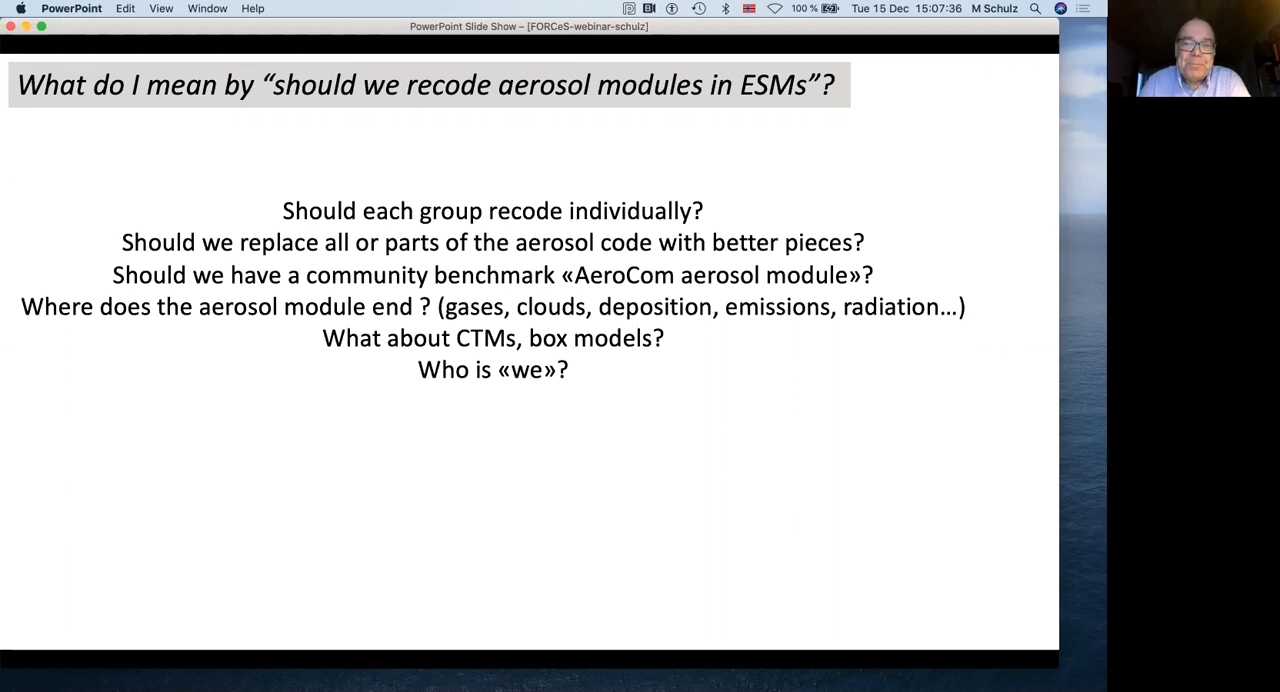 PowerPoint Edit View Window Help 100 % Tue 15 Dec 15:07:36 M Schulz
PowerPoint Slide Show – [FORCeS-webinar-schulz]
What do I mean by “should we recode aerosol modules in ESMs”?
Should each group recode individually?
Should we replace all or parts of the aerosol code with better pieces?
Should we have a community benchmark «AeroCom aerosol module»?
Where does the aerosol module end ? (gases, clouds, deposition, emissions, radiation…)
What about CTMs, box models?
Who is «we»?